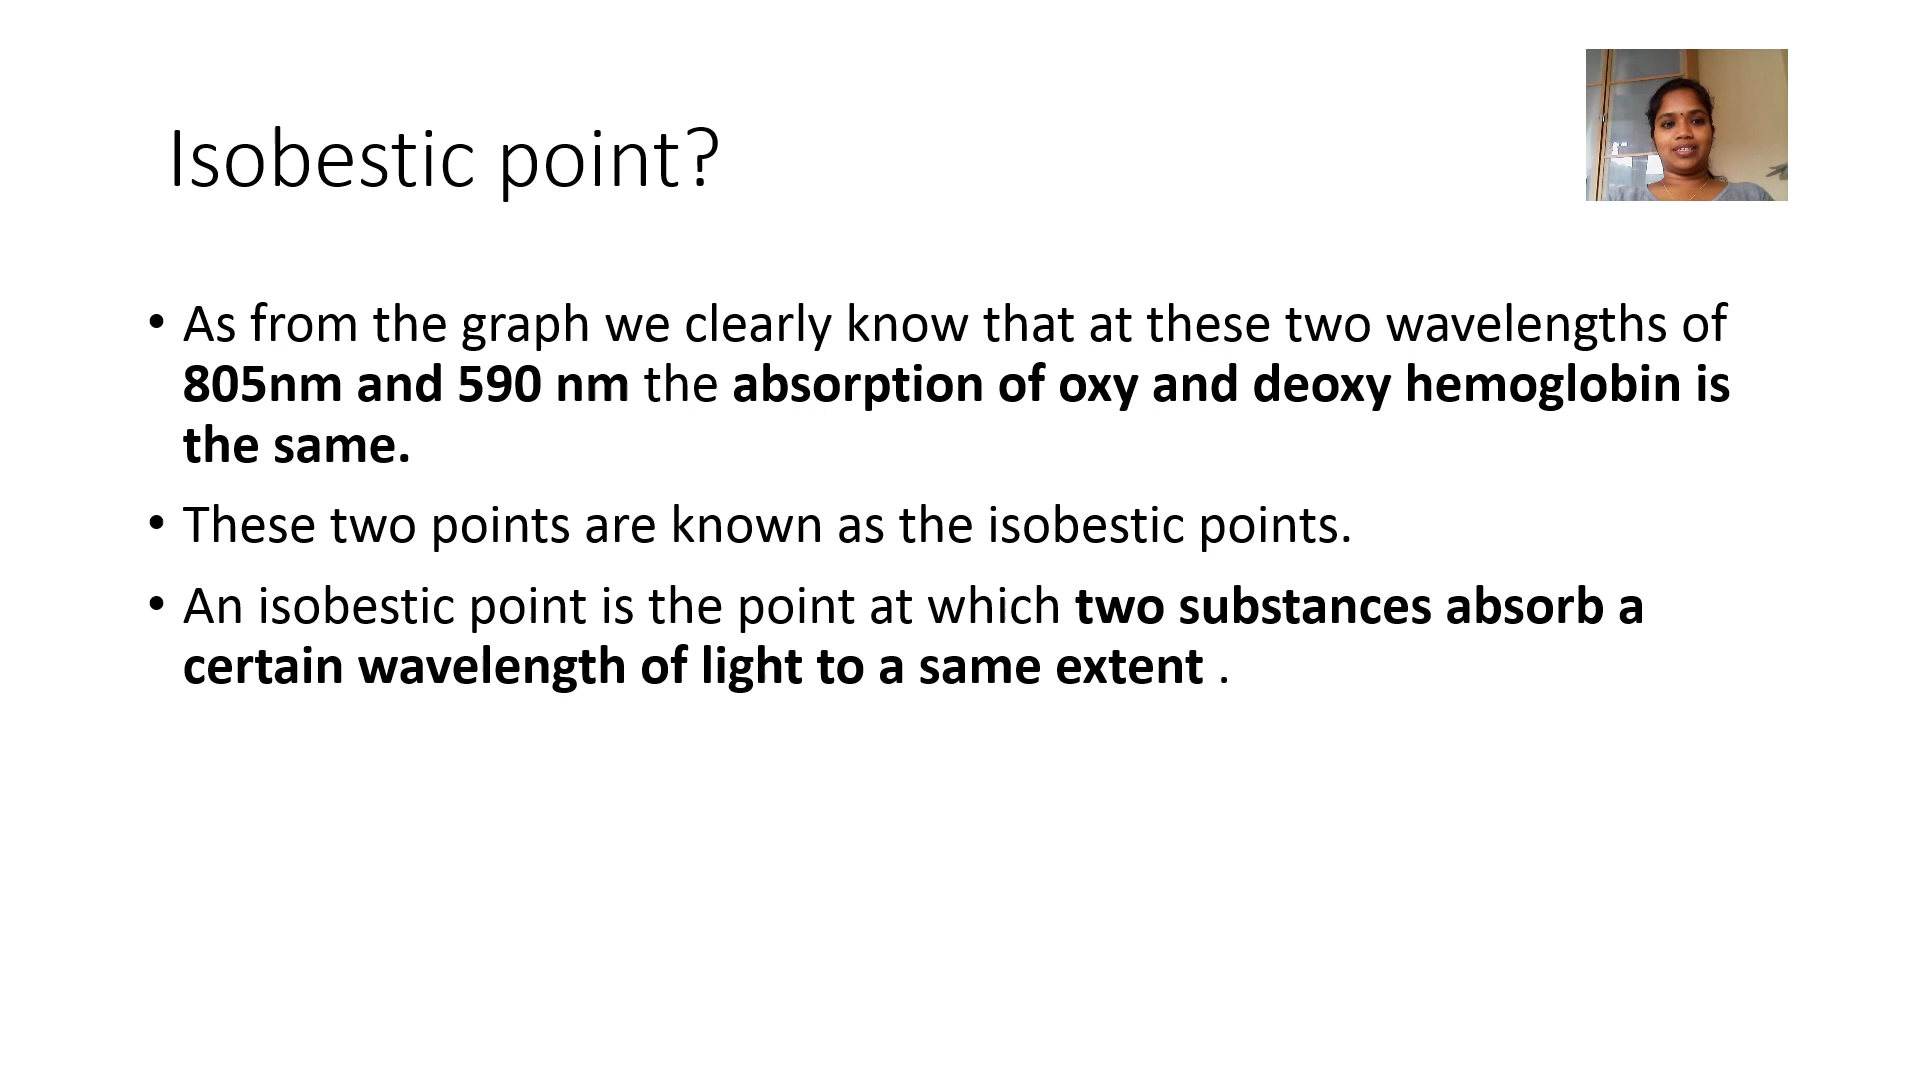 Isobestic point?
• As from the graph we clearly know that at these two wavelengths of
805nm and 590 nm the absorption of oxy and deoxy hemoglobin is
the same.
• These two points are known as the isobestic points.
• An isobestic point is the point at which two substances absorb a
certain wavelength of light to a same extent .